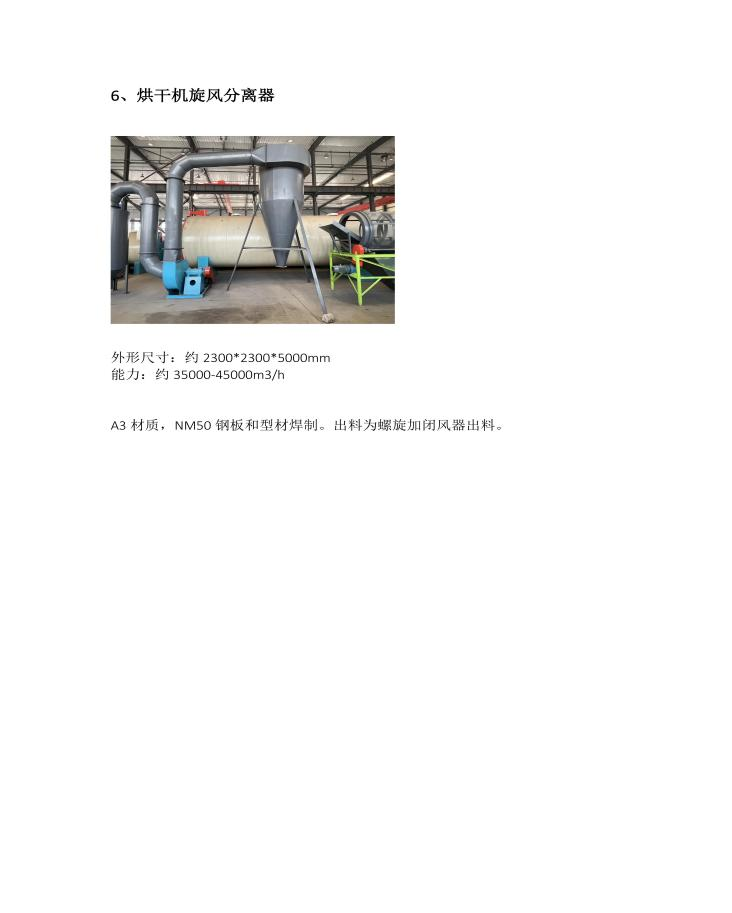 6、烘干机旋风分离器
外形尺寸：约 2300*2300*5000mm
能力：约 35000-45000m3/h
A3 材质，NM50 钢板和型材焊制。出料为螺旋加闭风器出料。